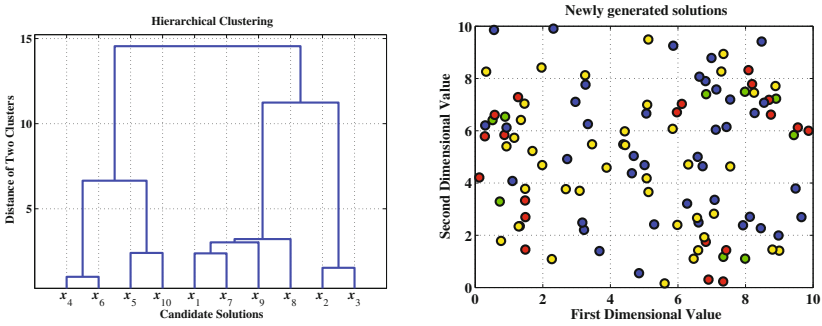 Hierarchical Clustering
15
10
5
Distance of Two Clusters
x4 x6 x5 x10 x1 x7 x9 x8 x2 x3
Candidate Solutions
Newly generated solutions
10
8
6
4
2
0
Second Dimensional Value
0 2 4 6 8 10
First Dimensional Value